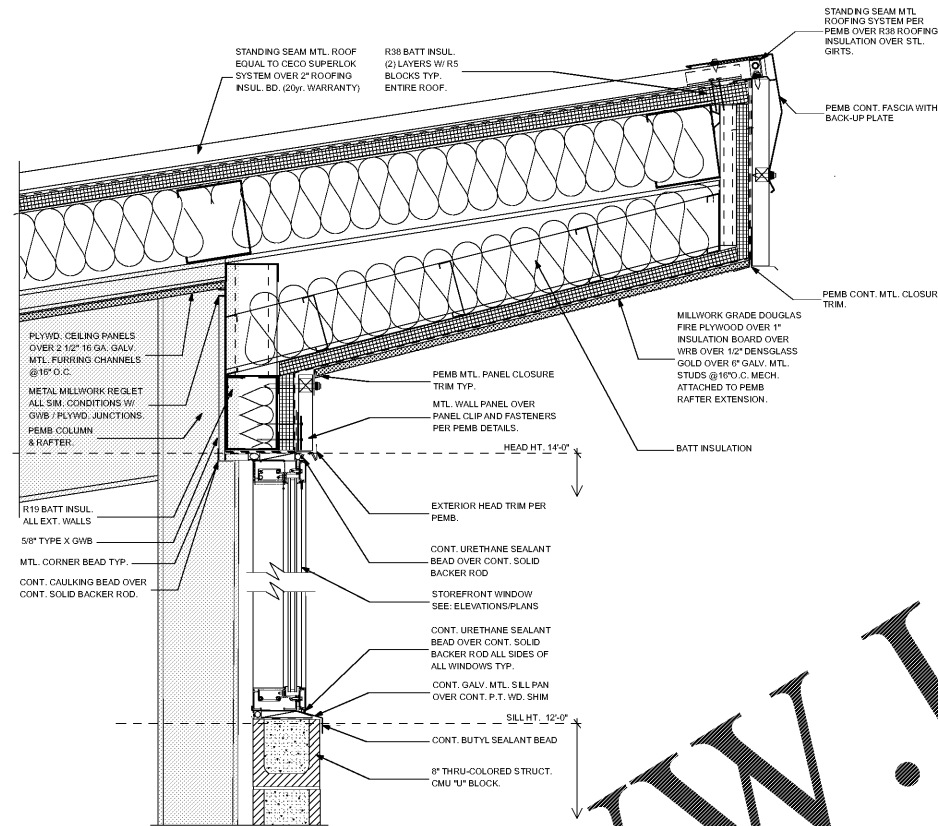 STANDING SEAM MTL. ROOF
EQUAL TO CECO SUPERLOK
SYSTEM OVER 2" ROOFING
INSUL. BD. (20yr. WARRANTY)
R38 BATT INSUL.
(2) LAYERS W/ R5
BLOCKS TYP.
ENTIRE ROOF.
STANDING SEAM MTL
ROOFING SYSTEM PER
PEMB OVER R38 ROOFING
INSULATION OVER STL.
GIRTS.
PEMB CONT. FASCIA WITH
BACK-UP PLATE
PEMB CONT. MTL. CLOSUR
TRIM.
MILLWORK GRADE DOUGLAS
FIRE PLYWOOD OVER 1"
INSULATION BOARD OVER
WRB OVER 1/2" DENSGLASS
GOLD OVER 6" GALV. MTL.
STUDS @16"O.C. MECH.
ATTACHED TO PEMB
RAFTER EXTENSION.
BATT INSULATION
PLYWD. CEILING PANELS
OVER 2 1/2" 16 GA. GALV.
MTL. FURRING CHANNELS
@16" O.C.
METAL MILLWORK REGLET
ALL SIM. CONDITIONS W/
GWB / PLYWD. JUNCTIONS.
PEMB COLUMN
& RAFTER.
R19 BATT INSUL.
ALL EXT. WALLS
5/8" TYPE X GWB
MTL. CORNER BEAD TYP.
CONT. CAULKING BEAD OVER
CONT. SOLID BACKER ROD.
PEMB MTL. PANEL CLOSURE
TRIM TYP.
MTL. WALL PANEL OVER
PANEL CLIP AND FASTENERS
PER PEMB DETAILS.
HEAD HT. 14'-0"
EXTERIOR HEAD TRIM PER
PEMB.
CONT. URETHANE SEALANT
BEAD OVER CONT. SOLID
BACKER ROD
STOREFRONT WINDOW
SEE: ELEVATIONS/PLANS
CONT. URETHANE SEALANT
BEAD OVER CONT. SOLID
BACKER ROD ALL SIDES OF
ALL WINDOWS TYP.
CONT. GALV. MTL. SILL PAN
OVER CONT. P.T. WD. SHIM
SILL HT. 12'-0"
CONT. BUTYL SEALANT BEAD
8" THRU-COLORED STRUCT.
CMU "U" BLOCK.